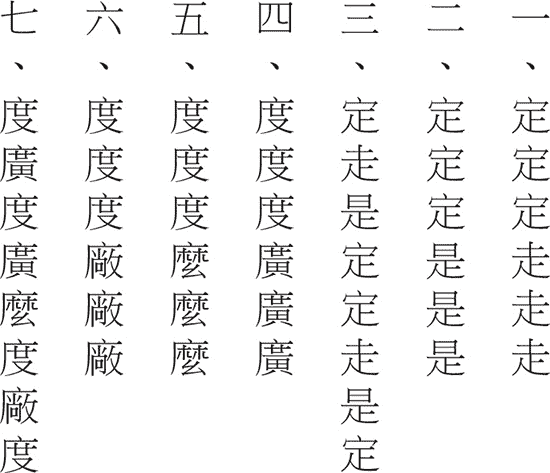 一、定定定走走走
二、定定定是是是
三、定走是定定走是定
四、度度度廣廣廣
五、度度度麼麼麼
六、度度度廠廠廠
七、度廣度廣麼度廠度